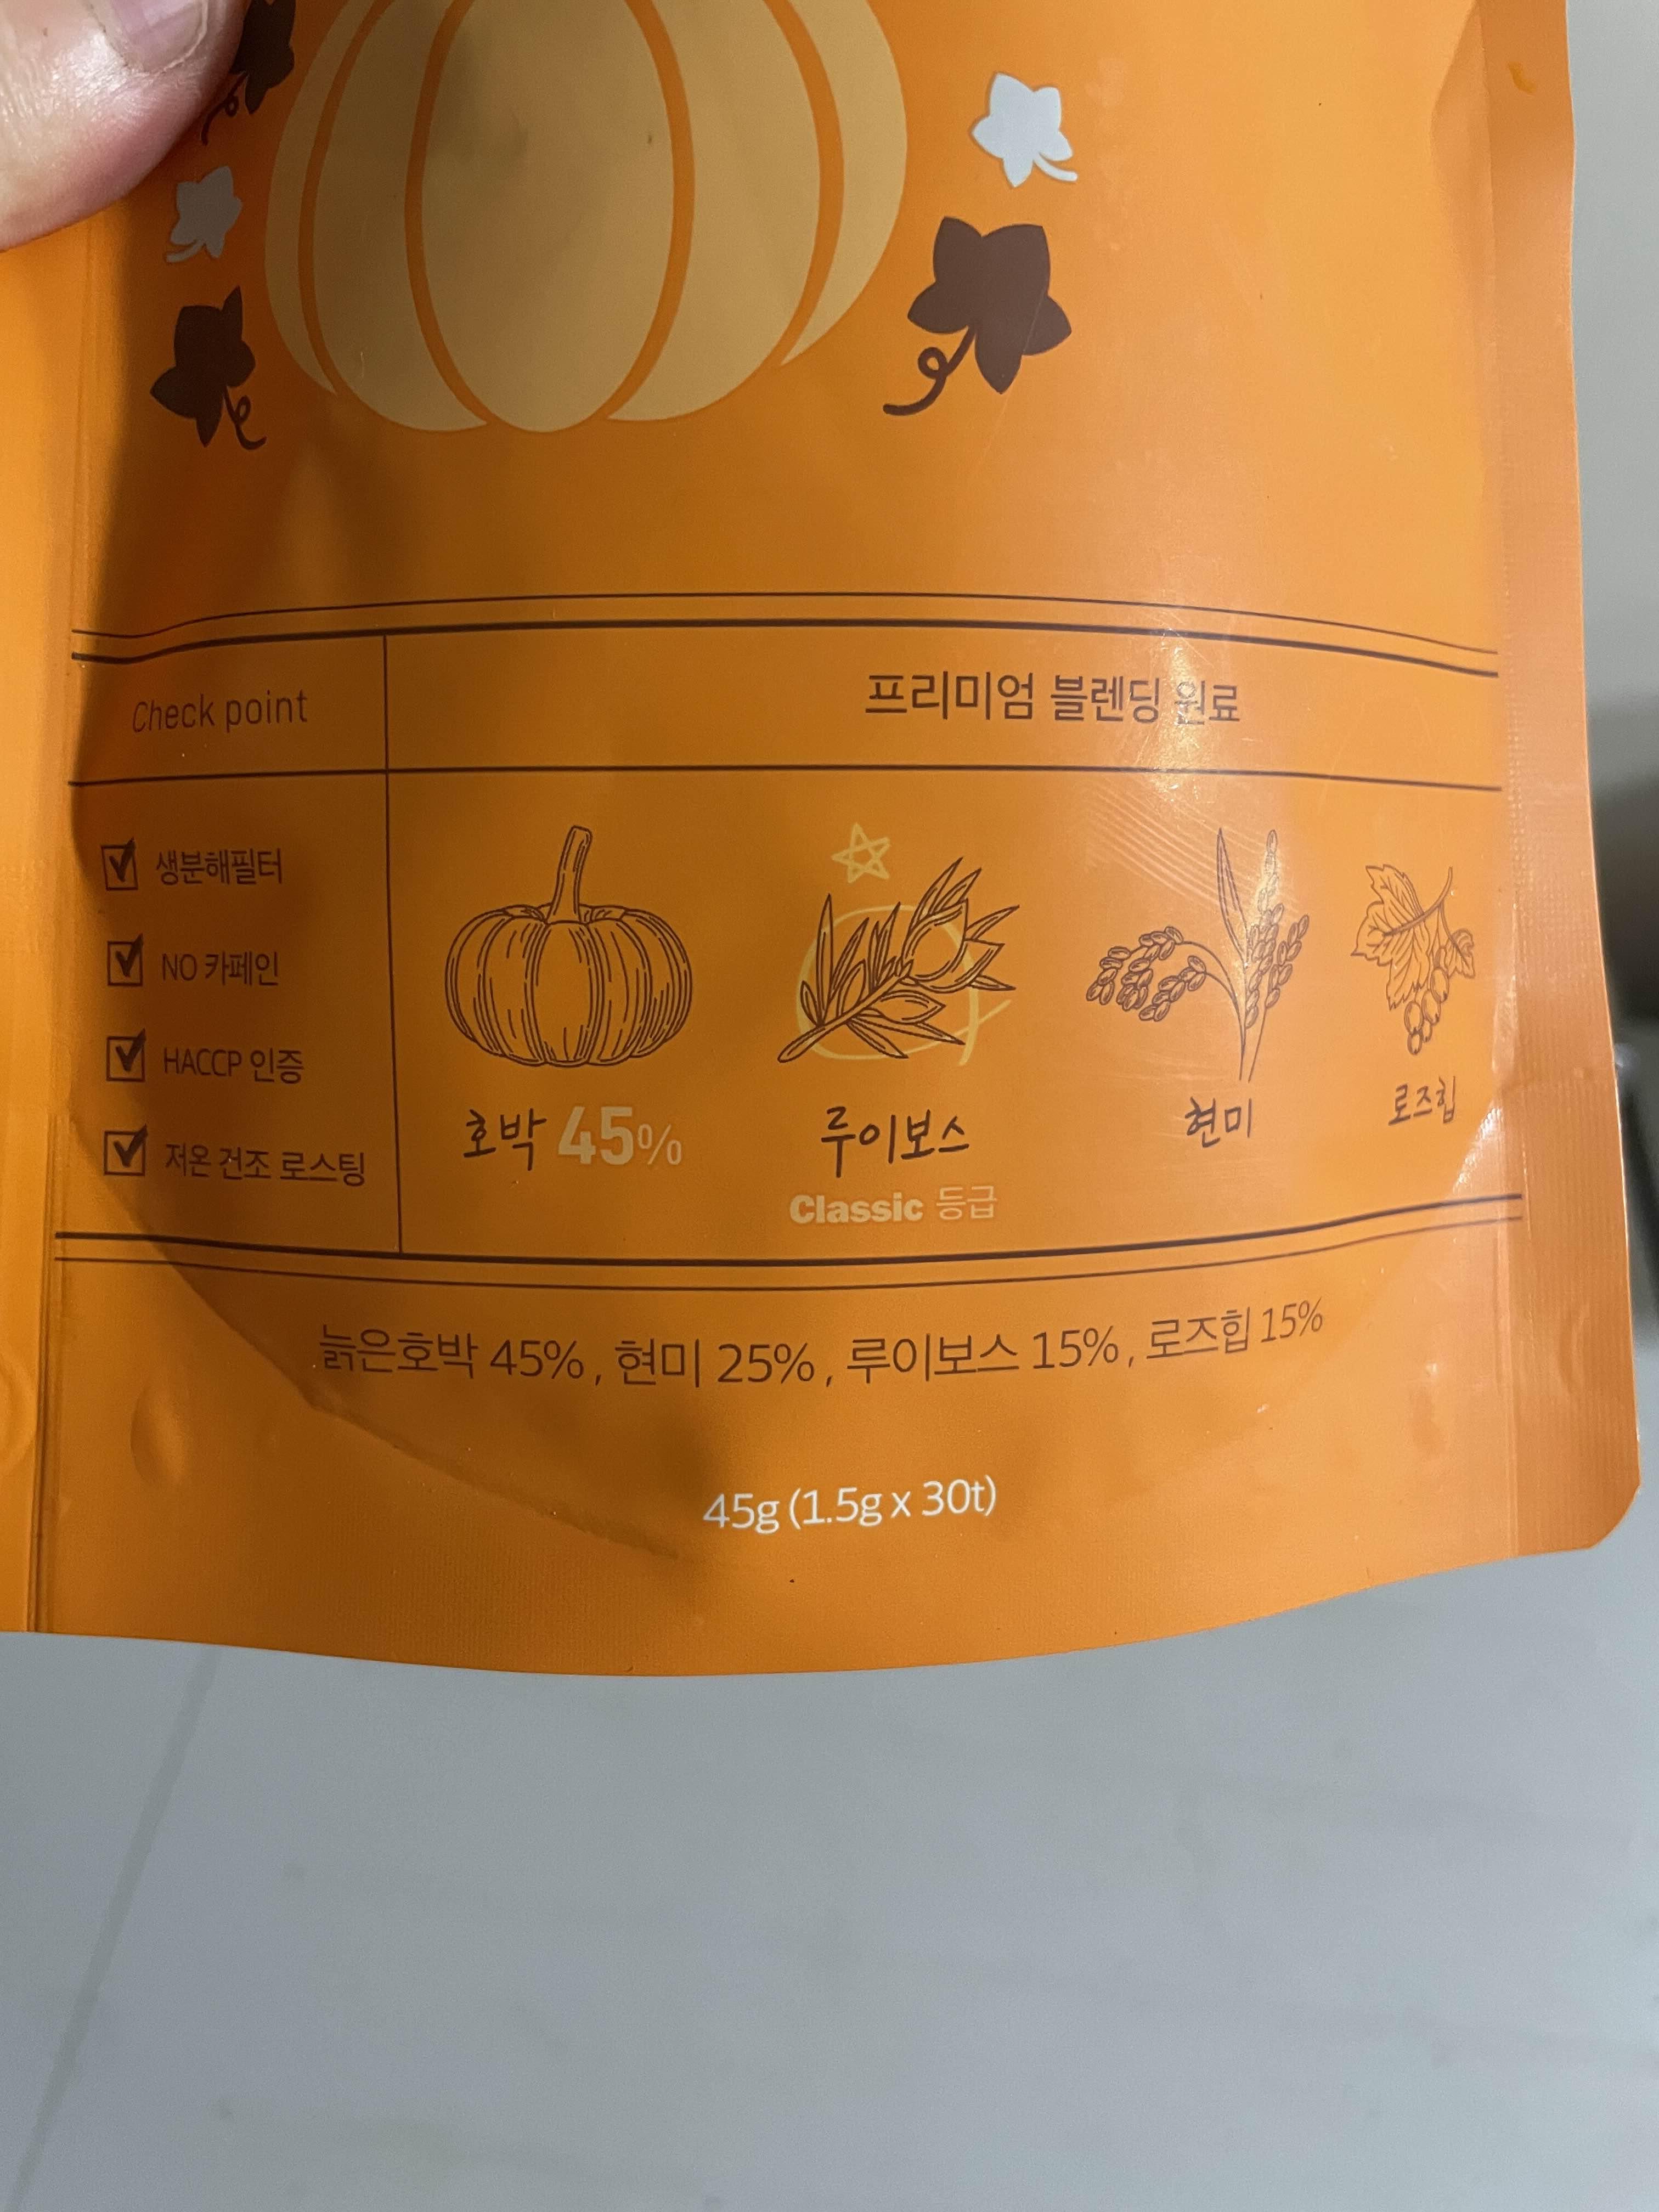 Check point
프리미엄 블렌딩 원료
생분해필터
NO 카페인
HACCP 인증
저온 건조 로스팅
호박 45%
루이보스
Classic 등급
현미
로즈힙
늙은호박 45%, 현미 25%, 루이보스 15%, 로즈힙 15%
45g (1.5g x 30t)